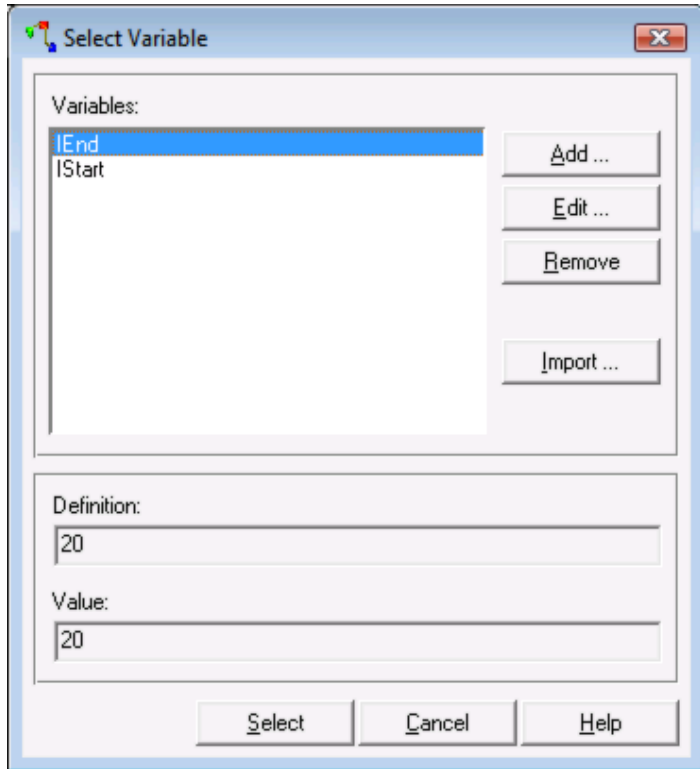 Select Variable
Variables:
IEnd
IStart
Add ...
Edit ...
Remove
Import ...
Definition:
20
Value:
20
Select
Cancel
Help